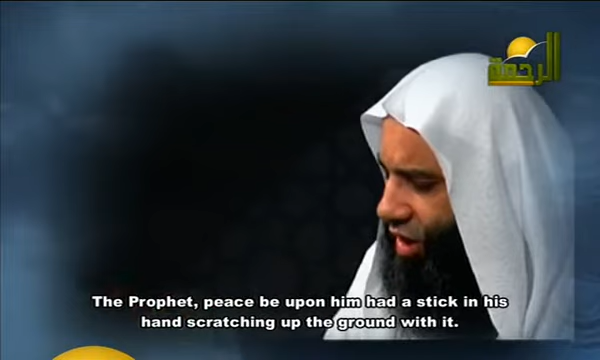 الرحمة
The Prophet, peace be upon him had a stick in his
hand scratching up the ground with it.